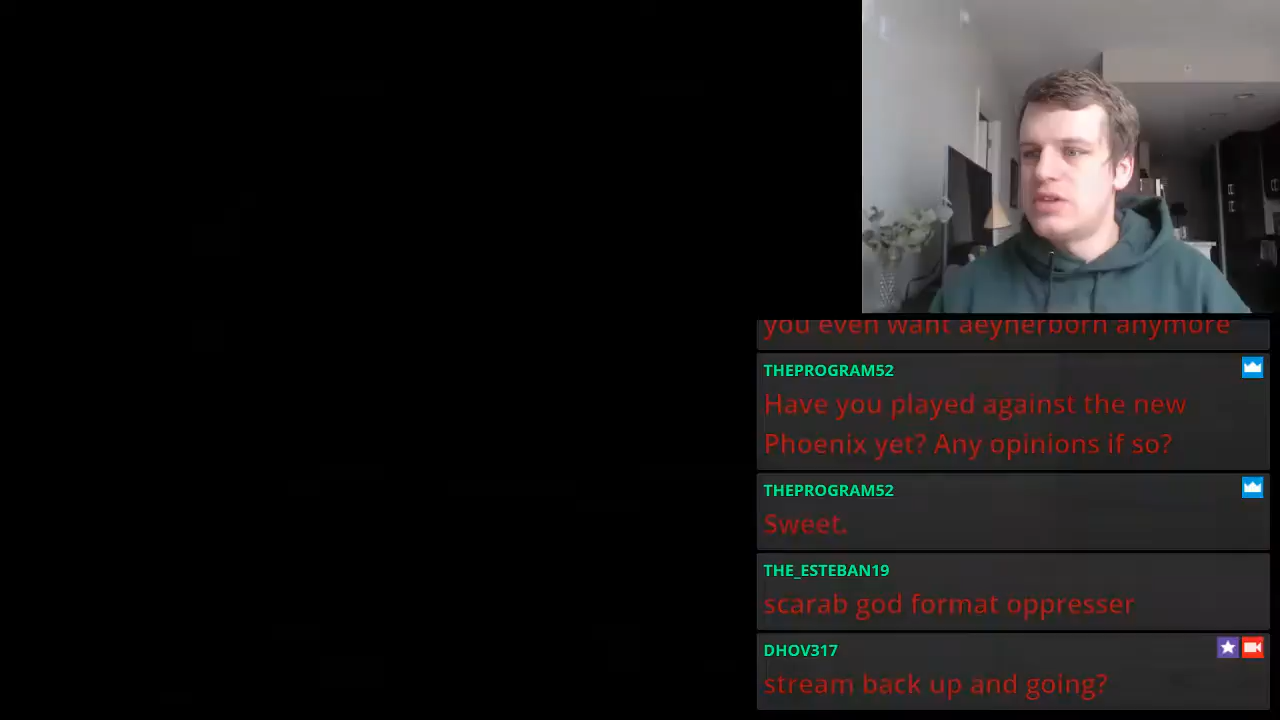 you even want aeynerborn anymore
THEPROGRAM52
Have you played against the new
Phoenix yet? Any opinions if so?
THEPROGRAM52
Sweet.
THE_ESTEBAN19
scarab god format oppresser
DHOV317
stream back up and going?